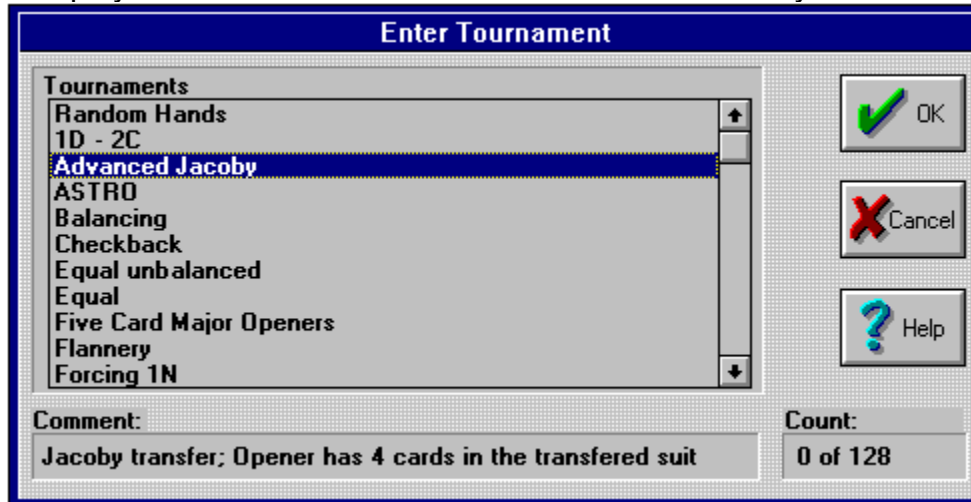 Enter Tournament
Tournaments
Random Hands
1D - 2C
Advanced Jacoby
ASTRO
Balancing
Checkback
Equal unbalanced
Equal
Five Card Major Openers
Flannery
Forcing 1N
OK
Cancel
Help
Comment:
Jacoby transfer; Opener has 4 cards in the transfered suit
Count:
0 of 128